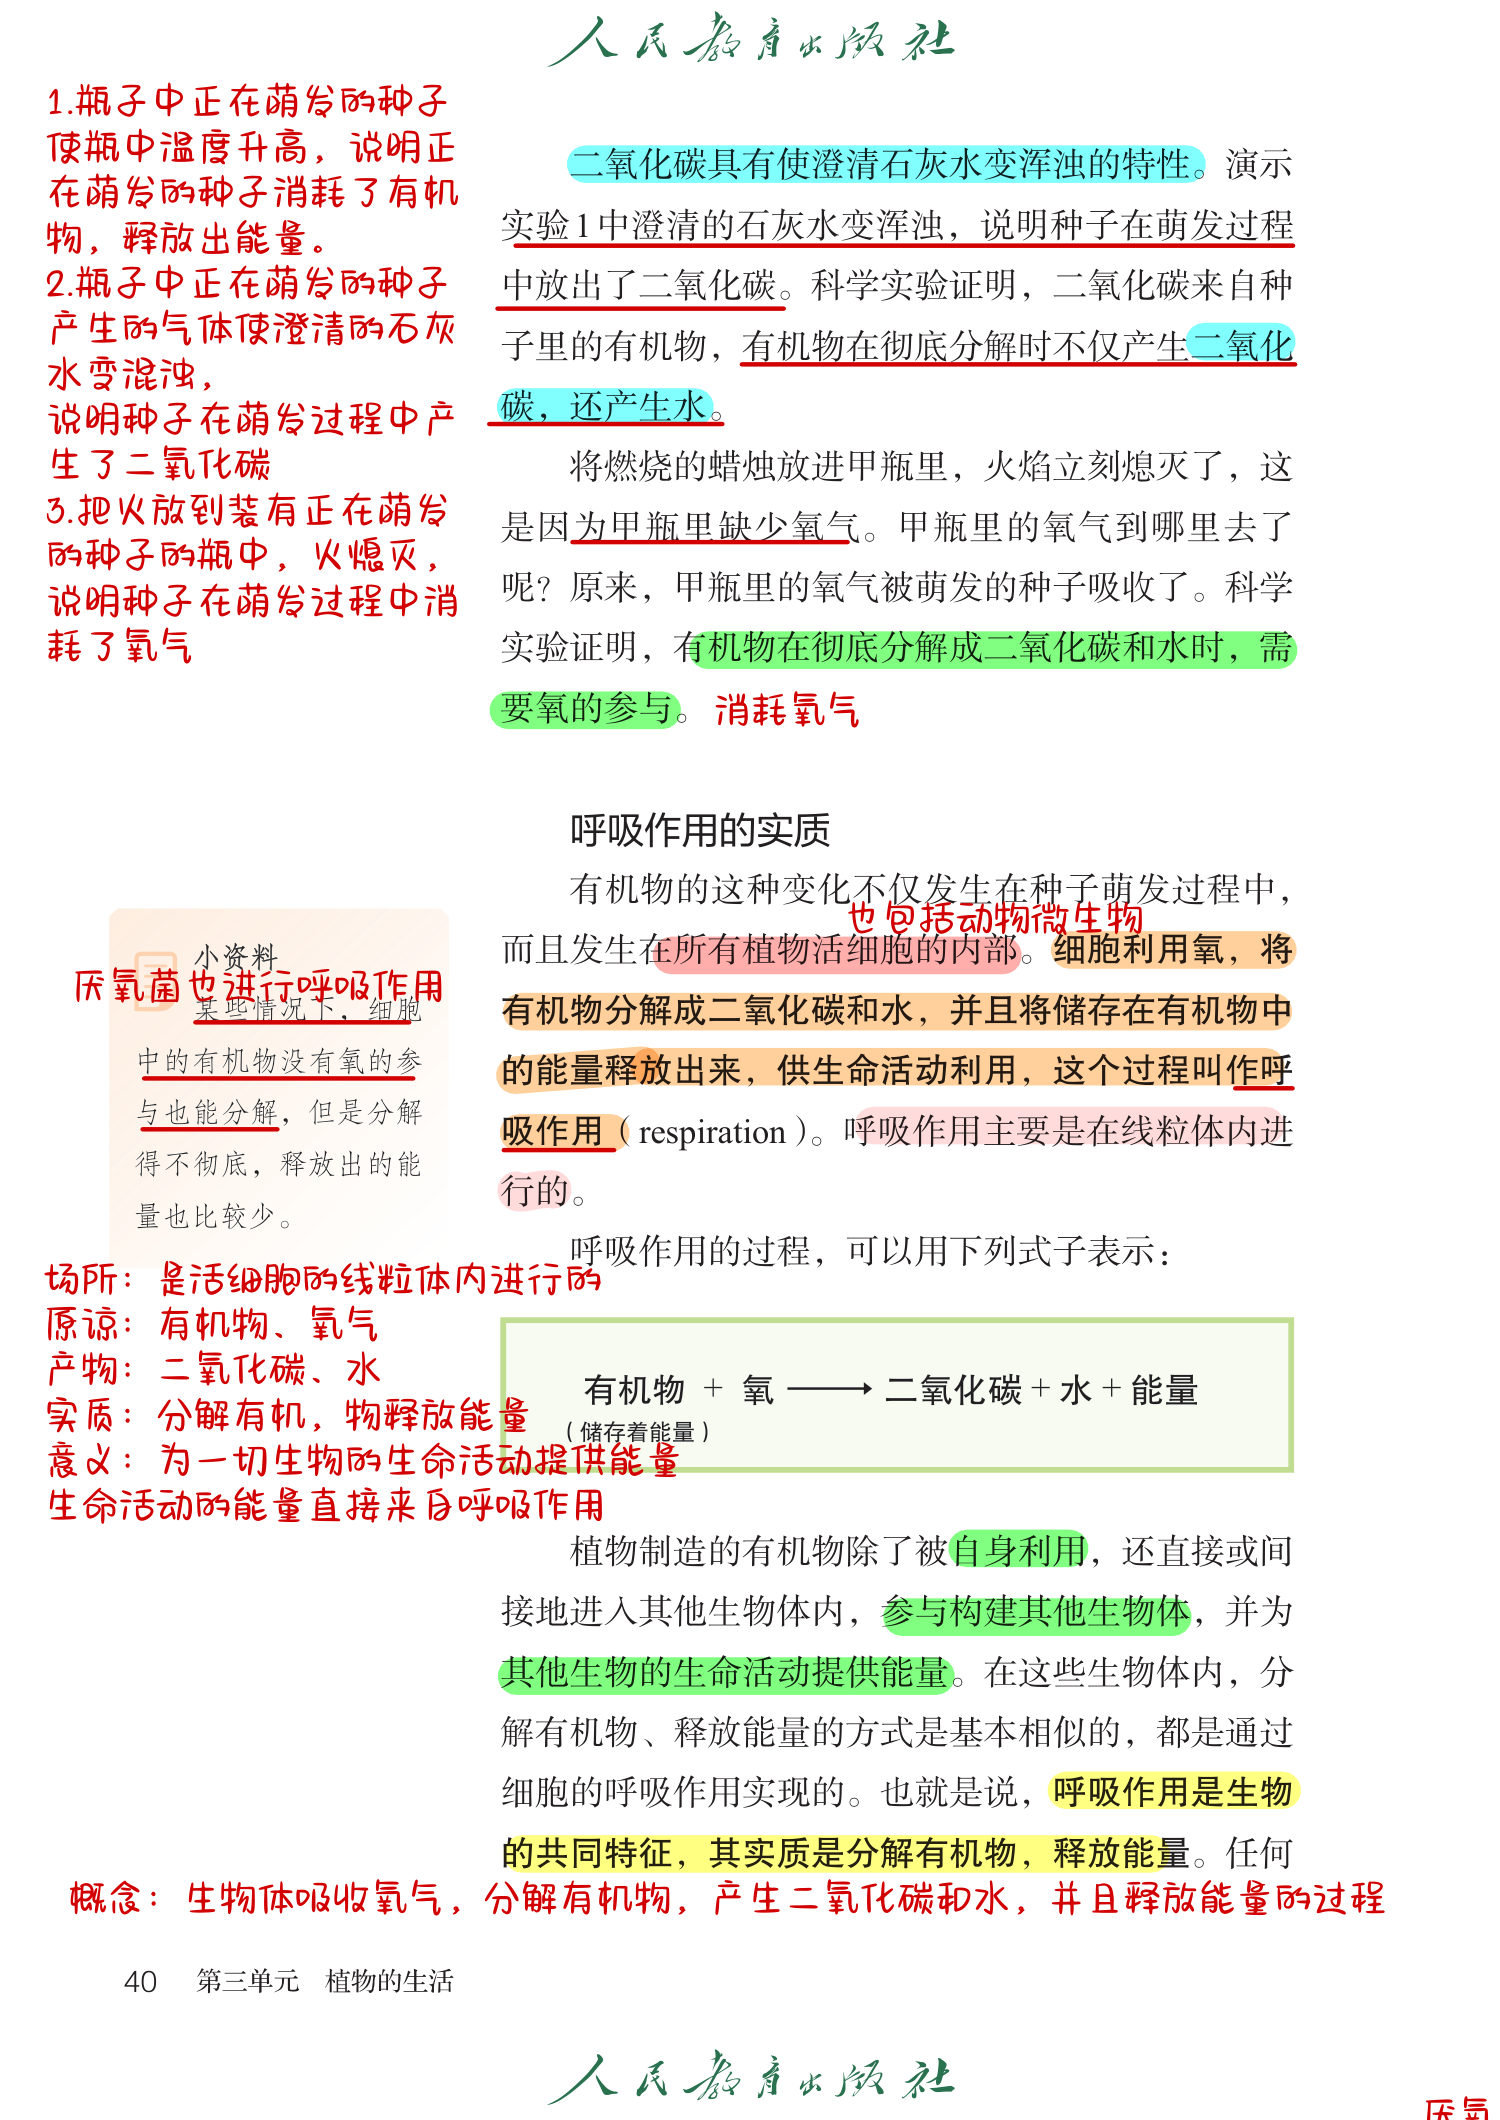 人民教育出版社
1.瓶子中正在萌发的种子
使瓶中温度升高，说明正
在萌发的种子消耗了有机
物，释放出能量。
2.瓶子中正在萌发的种子
产生的气体使澄清的石灰
水变混浊，
说明种子在萌发过程中产
生了二氧化碳
3.把火放到装有正在萌发
的种子的瓶中，火熄灭，
说明种子在萌发过程中消
耗了氧气
二氧化碳具有使澄清石灰水变浑浊的特性。演示
实验1中澄清的石灰水变浑浊，说明种子在萌发过程
中放出了二氧化碳。科学实验证明，二氧化碳来自种
子里的有机物，有机物在彻底分解时不仅产生二氧化
碳，还产生水。
将燃烧的蜡烛放进甲瓶里，火焰立刻熄灭了，这
是因为甲瓶里缺少氧气。甲瓶里的氧气到哪里去了
呢？原来，甲瓶里的氧气被萌发的种子吸收了。科学
实验证明，有机物在彻底分解成二氧化碳和水时，需
要氧的参与。 消耗氧气
呼吸作用的实质
有机物的这种变化不仅发生在种子萌发过程中，
也包括动物微生物
而且发生在所有植物活细胞的内部。细胞利用氧，将
有机物分解成二氧化碳和水，并且将储存在有机物中
的能量释放出来，供生命活动利用，这个过程叫作呼
吸作用（respiration）。呼吸作用主要是在线粒体内进
行的。
呼吸作用的过程，可以用下列式子表示：
小资料
厌氧菌也进行呼吸作用
某些情况下，细胞
中的有机物没有氧的参
与也能分解，但是分解
得不彻底，释放出的能
量也比较少。
场所：是活细胞的线粒体内进行的
原谅：有机物、氧气
产物：二氧化碳、水
实质：分解有机，物释放能量
意义：为一切生物的生命活动提供能量
生命活动的能量直接来自呼吸作用
有机物 + 氧 ⟶ 二氧化碳 + 水 + 能量
（储存着能量）
植物制造的有机物除了被自身利用，还直接或间
接地进入其他生物体内，参与构建其他生物体，并为
其他生物的生命活动提供能量。在这些生物体内，分
解有机物、释放能量的方式是基本相似的，都是通过
细胞的呼吸作用实现的。也就是说，呼吸作用是生物
的共同特征，其实质是分解有机物，释放能量。任何
概念：生物体吸收氧气，分解有机物，产生二氧化碳和水，并且释放能量的过程
40 第三单元 植物的生活
人民教育出版社
厌氧